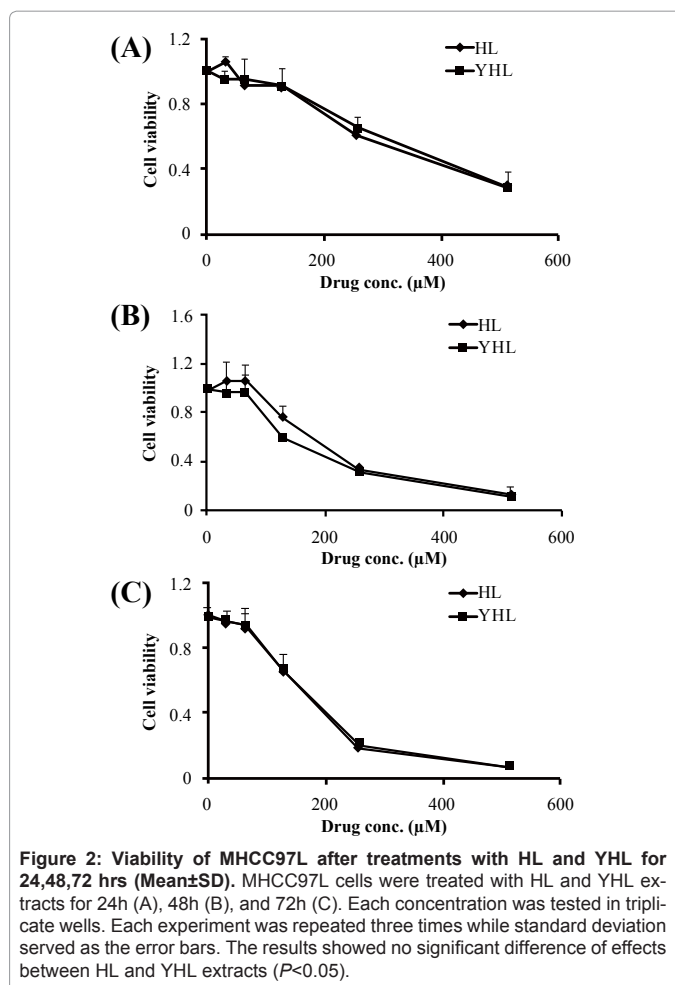 (A)
1.2
0.8
0.4
0
Cell viability
HL
YHL
0 200 400 600
Drug conc. (µM)
(B)
1.6
1.2
0.8
0.4
0
Cell viability
HL
YHL
0 200 400 600
Drug conc. (µM)
(C)
1.2
0.8
0.4
0
Cell viability
HL
YHL
0 200 400 600
Drug conc. (µM)
Figure 2: Viability of MHCC97L after treatments with HL and YHL for
24,48,72 hrs (Mean±SD). MHCC97L cells were treated with HL and YHL ex-
tracts for 24h (A), 48h (B), and 72h (C). Each concentration was tested in tripli-
cate wells. Each experiment was repeated three times while standard deviation
served as the error bars. The results showed no significant difference of effects
between HL and YHL extracts (P<0.05).